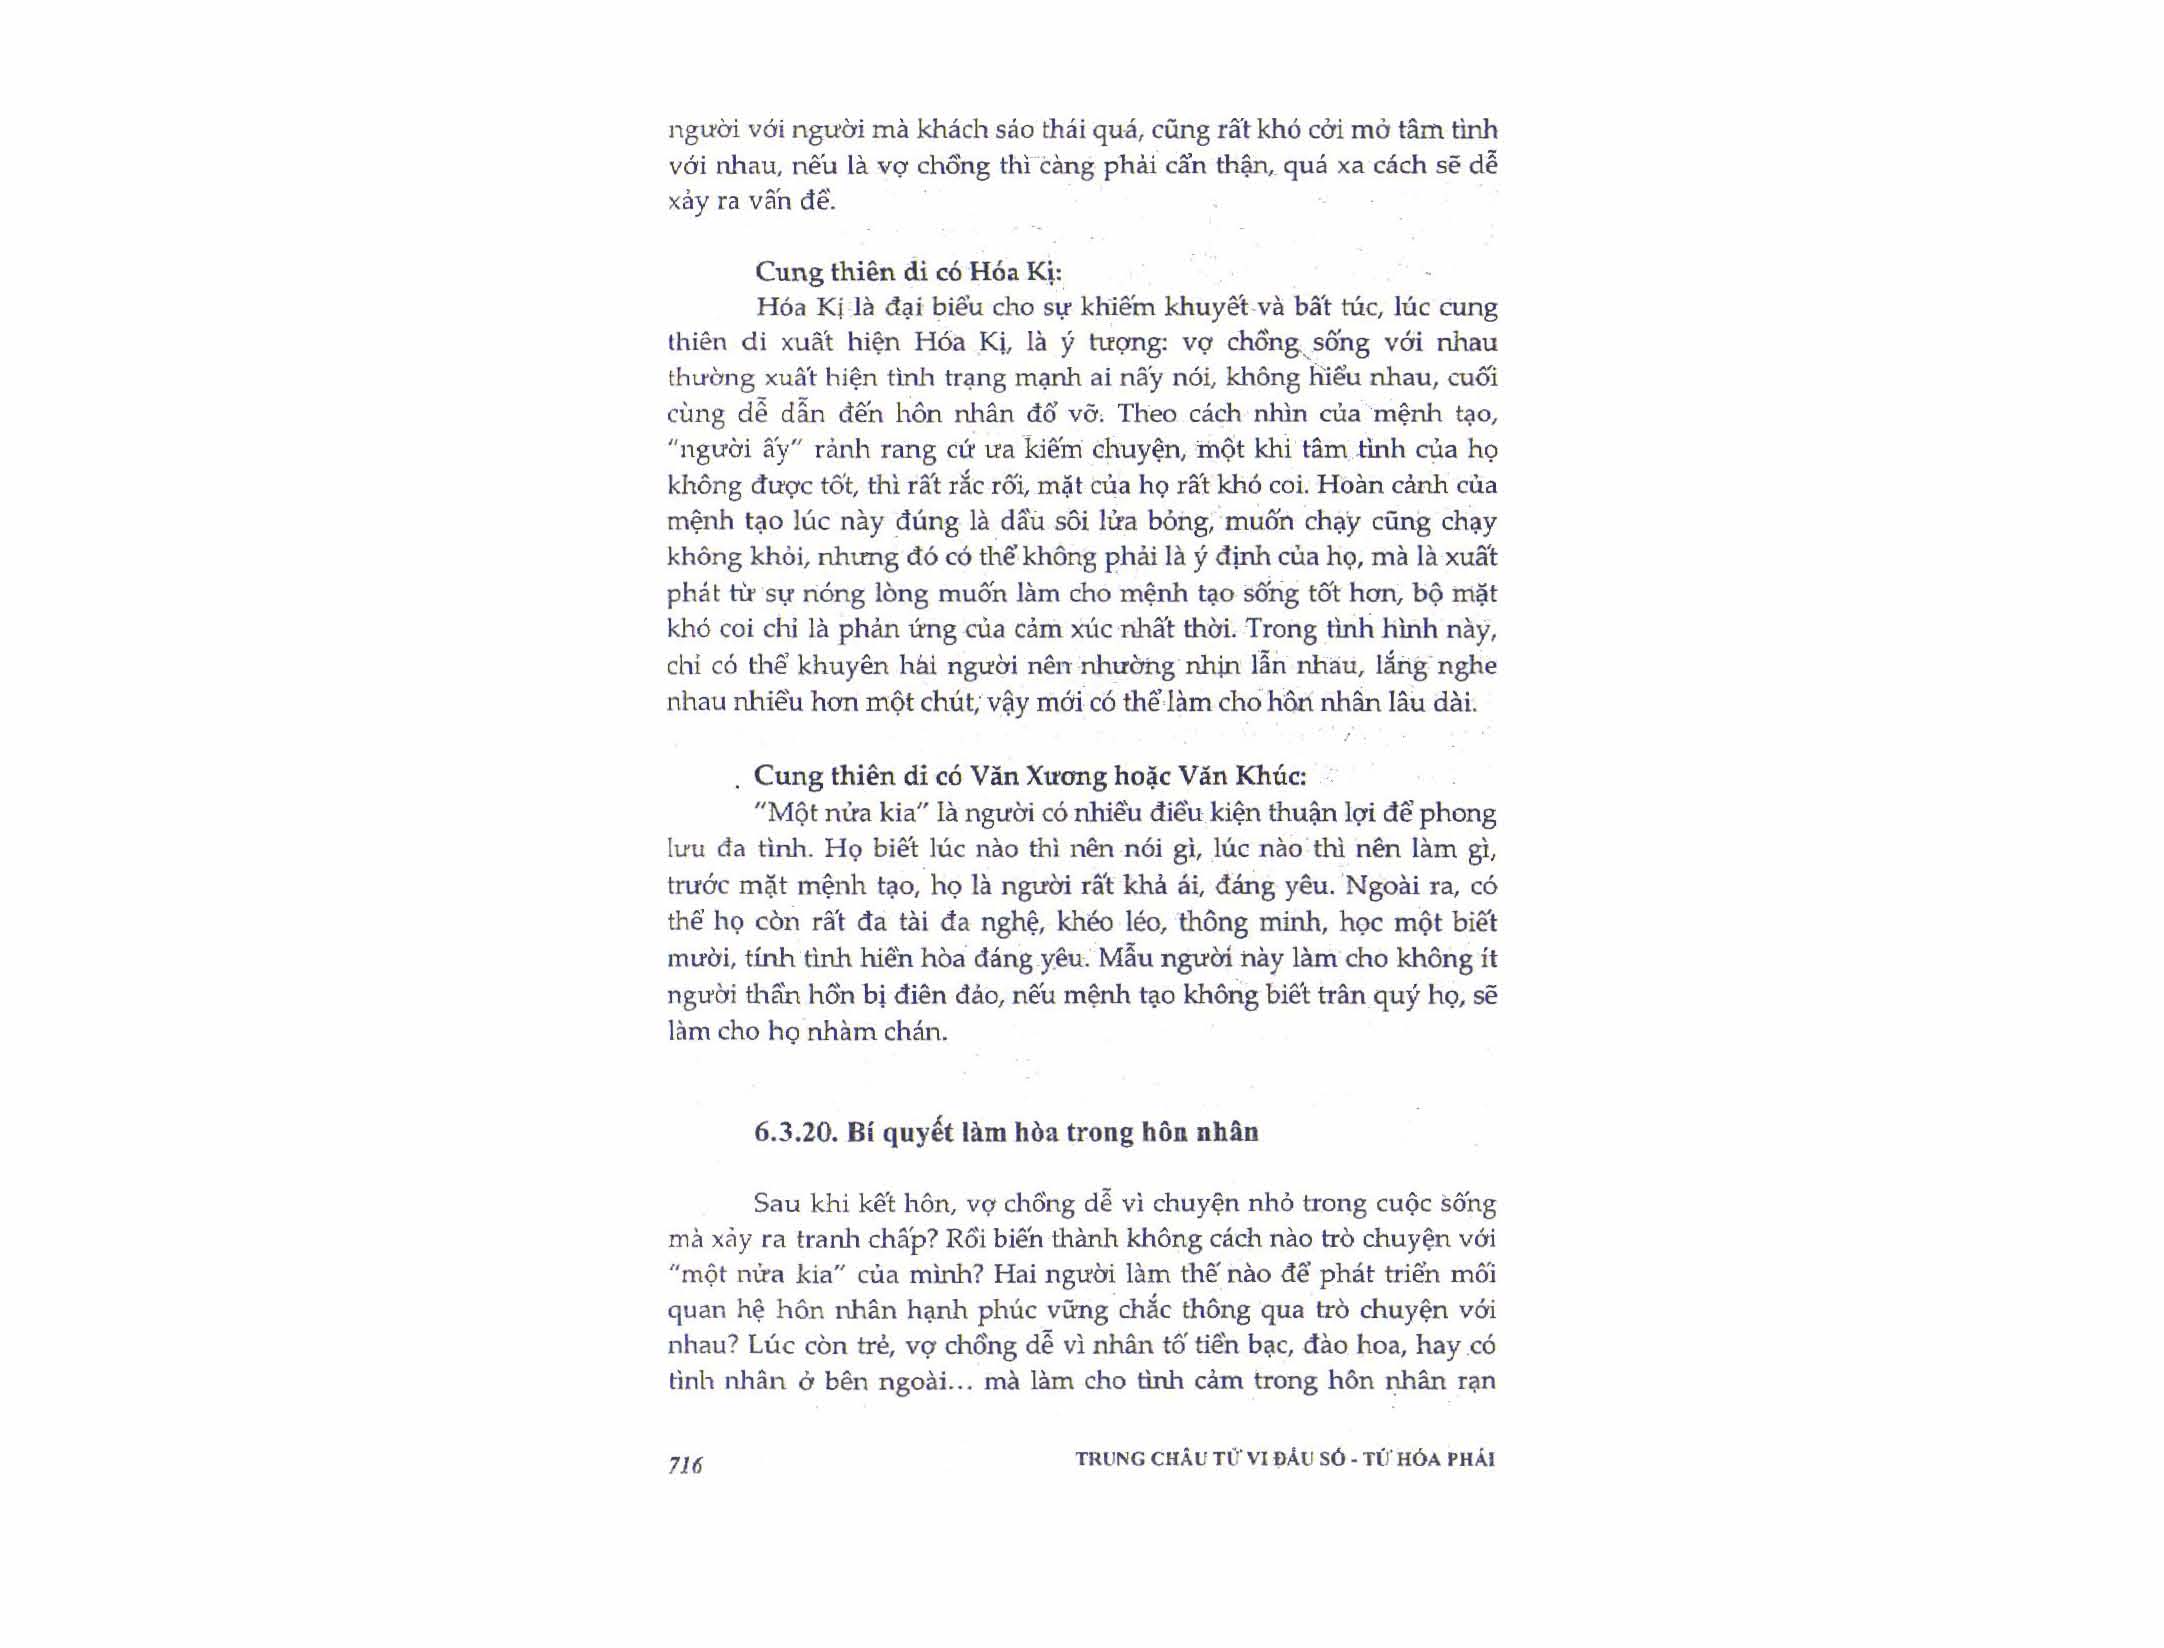 người với người mà khách sáo thái quá, cũng rất khó cởi mở tâm tình
với nhau, nếu là vợ chồng thì càng phải cẩn thận, quá xa cách sẽ dễ
xảy ra vấn đề.
Cung thiên di có Hóa Kị:
Hóa Kị là đại biểu cho sự khiếm khuyết và bất túc, lúc cung
thiên di xuất hiện Hóa Kị, là ý tượng: vợ chồng sống với nhau
thường xuất hiện tình trạng mạnh ai nấy nói, không hiểu nhau, cuối
cùng dễ dẫn đến hôn nhân đổ vỡ. Theo cách nhìn của mệnh tạo,
"người ấy" rảnh rang cứ ưa kiếm chuyện, một khi tâm tình của họ
không được tốt, thì rất rắc rối, mặt của họ rất khó coi. Hoàn cảnh của
mệnh tạo lúc này đúng là dầu sôi lửa bỏng, muốn chạy cũng chạy
không khỏi, nhưng đó có thể không phải là ý định của họ, mà là xuất
phát từ sự nóng lòng muốn làm cho mệnh tạo sống tốt hơn, bộ mặt
khó coi chỉ là phản ứng của cảm xúc nhất thời. Trong tình hình này,
chỉ có thể khuyên hai người nên nhường nhịn lẫn nhau, lắng nghe
nhau nhiều hơn một chút, vậy mới có thể làm cho hôn nhân lâu dài.
Cung thiên di có Văn Xương hoặc Văn Khúc:
"Một nửa kia" là người có nhiều điều kiện thuận lợi để phong
lưu đa tình. Họ biết lúc nào thì nên nói gì, lúc nào thì nên làm gì,
trước mặt mệnh tạo, họ là người rất khả ái, đáng yêu. Ngoài ra, có
thể họ còn rất đa tài đa nghệ, khéo léo, thông minh, học một biết
mười, tính tình hiền hòa đáng yêu. Mẫu người này làm cho không ít
người thần hồn bị điên đảo, nếu mệnh tạo không biết trân quý họ, sẽ
làm cho họ nhàm chán.
6.3.20. Bí quyết làm hòa trong hôn nhân
Sau khi kết hôn, vợ chồng dễ vì chuyện nhỏ trong cuộc sống
mà xảy ra tranh chấp? Rồi biến thành không cách nào trò chuyện với
"một nửa kia" của mình? Hai người làm thế nào để phát triển mối
quan hệ hôn nhân hạnh phúc vững chắc thông qua trò chuyện với
nhau? Lúc còn trẻ, vợ chồng dễ vì nhân tố tiền bạc, đào hoa, hay có
tình nhân ở bên ngoài... mà làm cho tình cảm trong hôn nhân rạn
716
TRUNG CHÂU TỬ VI ĐẨU SỐ - TỨ HÓA PHÁI